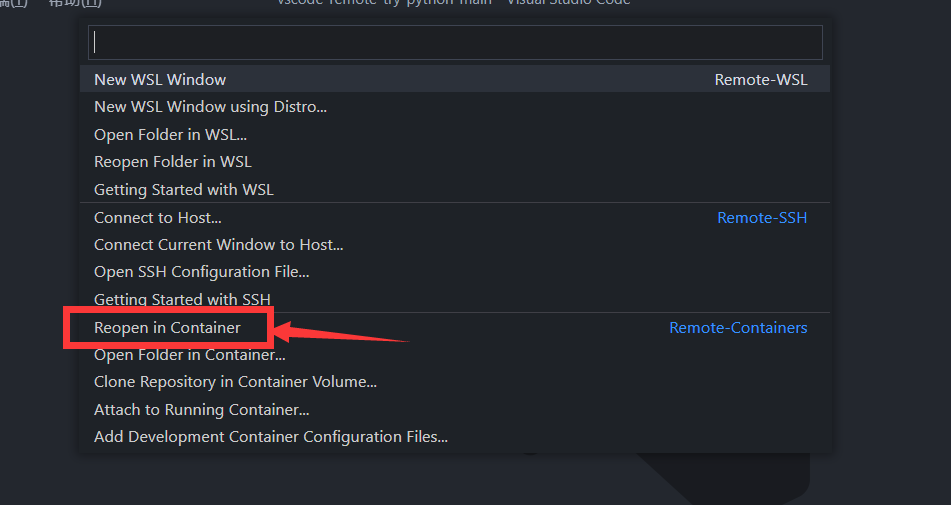 帮助(H) vscode-remote-try-python-main - Visual Studio Code
New WSL Window Remote-WSL
New WSL Window using Distro...
Open Folder in WSL...
Reopen Folder in WSL
Getting Started with WSL
Connect to Host... Remote-SSH
Connect Current Window to Host...
Open SSH Configuration File...
Getting Started with SSH
Reopen in Container Remote-Containers
Open Folder in Container...
Clone Repository in Container Volume...
Attach to Running Container...
Add Development Container Configuration Files...